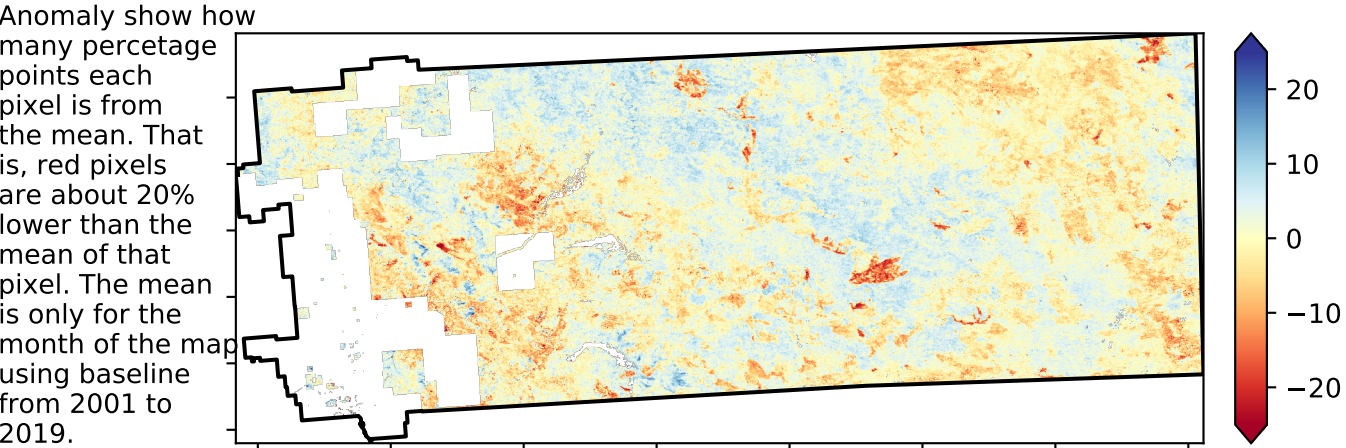 Anomaly show how
many percetage
points each
pixel is from
the mean. That
is, red pixels
are about 20%
lower than the
mean of that
pixel. The mean
is only for the
month of the map
using baseline
from 2001 to
2019.
20
10
0
−10
−20